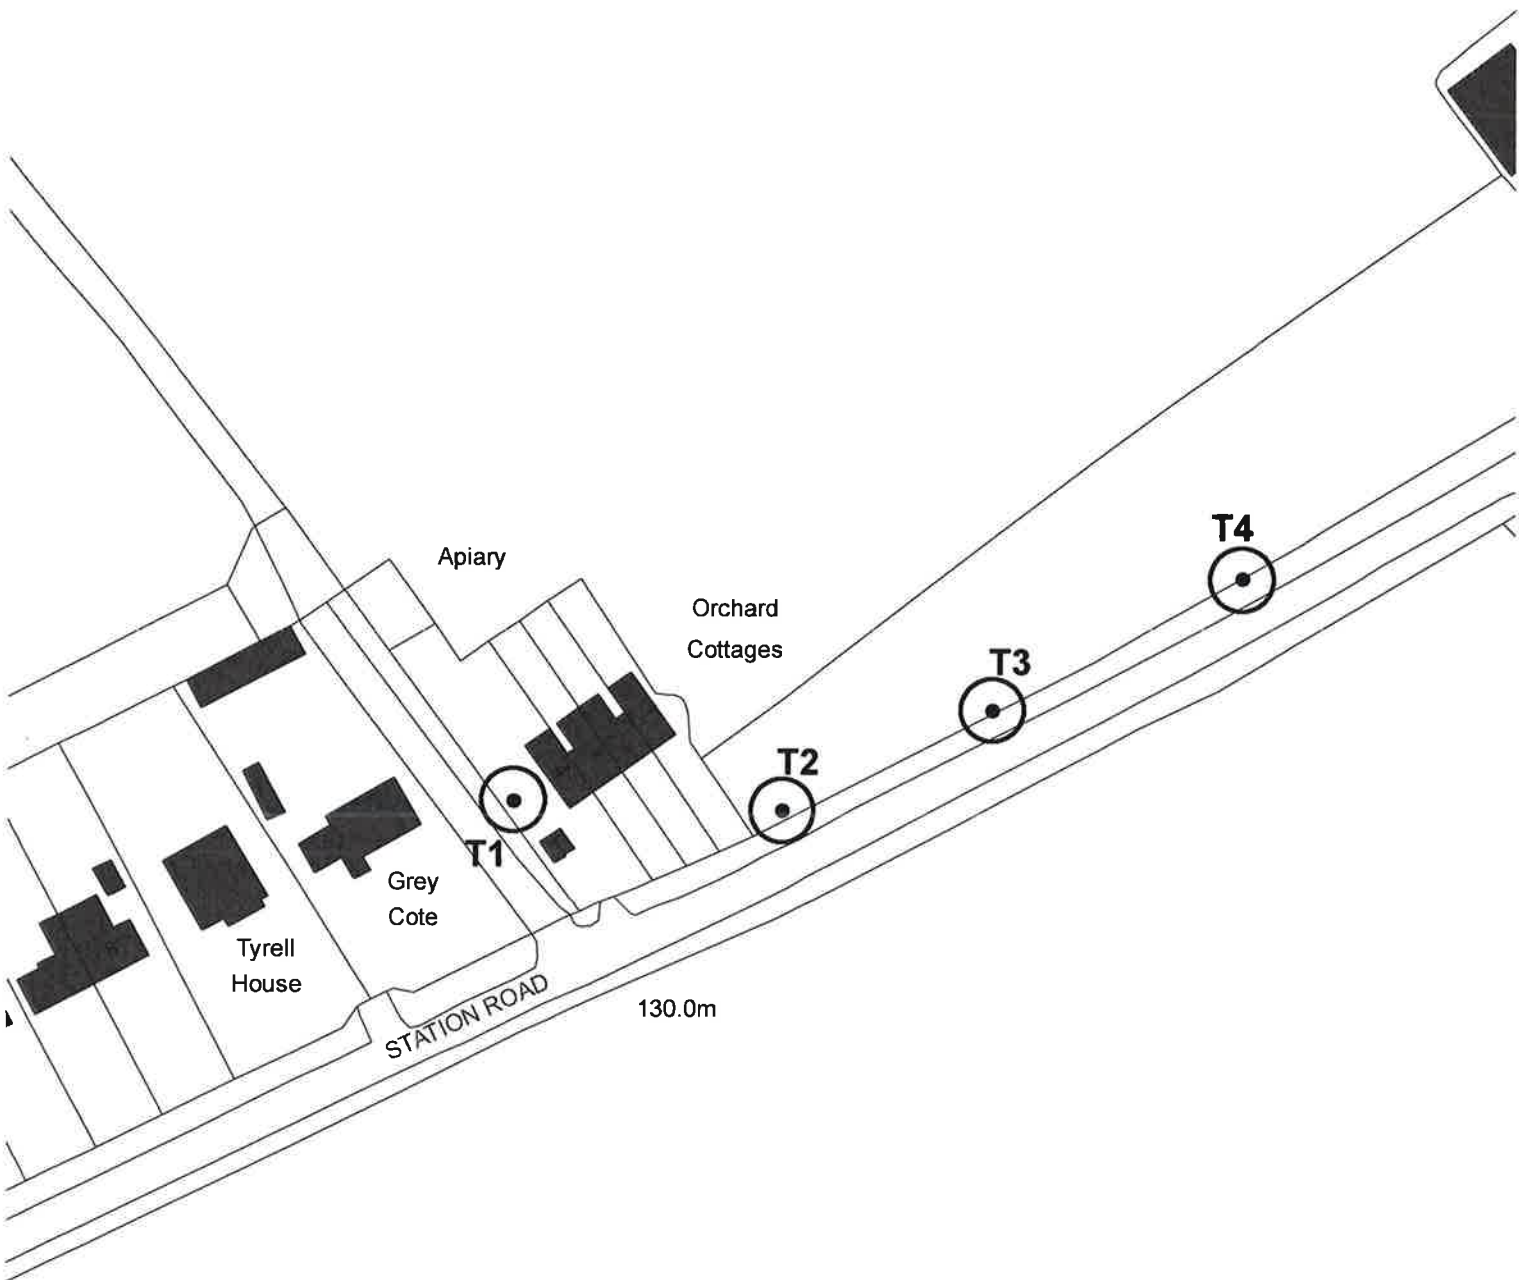 T4
Apiary
Orchard
Cottages
T3
T2
T1
Grey
Cote
Tyrell
House
STATION ROAD
130.0m